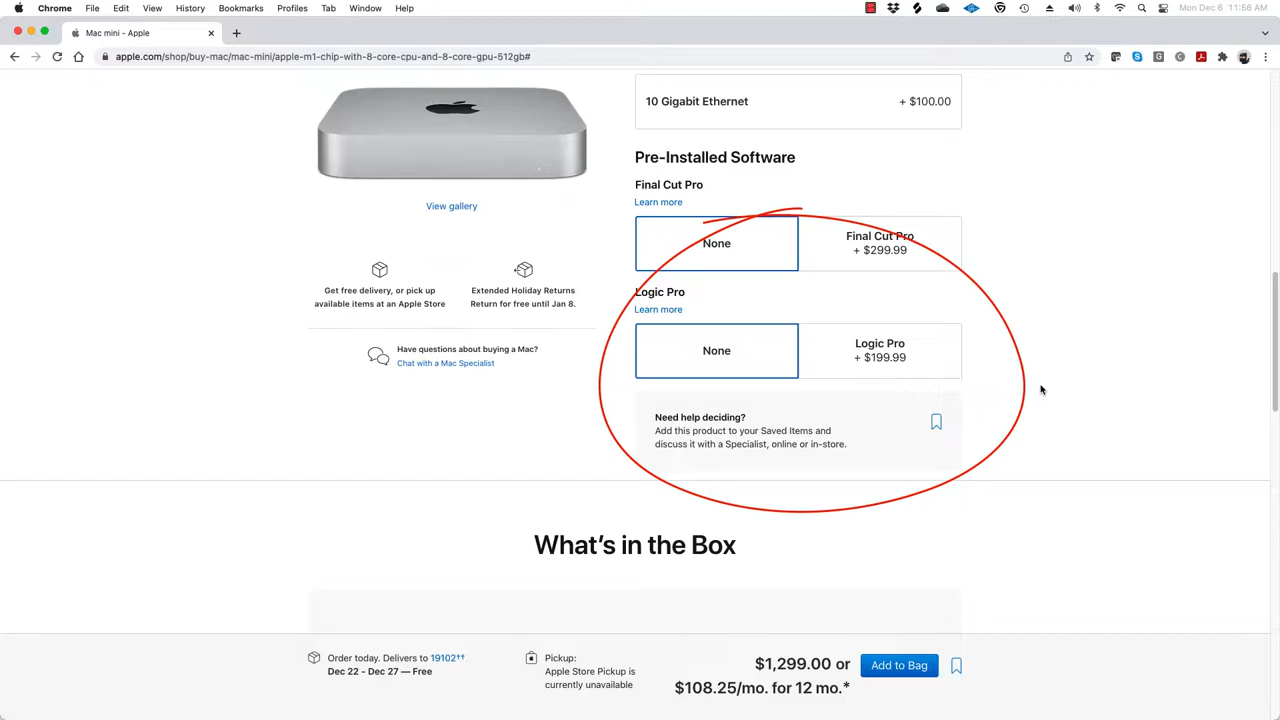 Chrome File Edit View History Bookmarks Profiles Tab Window Help Mon Dec 6 11:56 AM
Mac mini - Apple
apple.com/shop/buy-mac/mac-mini/apple-m1-chip-with-8-core-cpu-and-8-core-gpu-512gb#
10 Gigabit Ethernet + $100.00
View gallery
Get free delivery, or pick up
available items at an Apple Store
Extended Holiday Returns
Return for free until Jan 8.
Have questions about buying a Mac?
Chat with a Mac Specialist
Pre-Installed Software
Final Cut Pro
Learn more
None
Final Cut Pro
+ $299.99
Logic Pro
Learn more
None
Logic Pro
+ $199.99
Need help deciding?
Add this product to your Saved Items and
discuss it with a Specialist, online or in-store.
What's in the Box
Order today. Delivers to 19102††
Dec 22 - Dec 27 — Free
Pickup:
Apple Store Pickup is
currently unavailable
$1,299.00 or
$108.25/mo. for 12 mo.*
Add to Bag